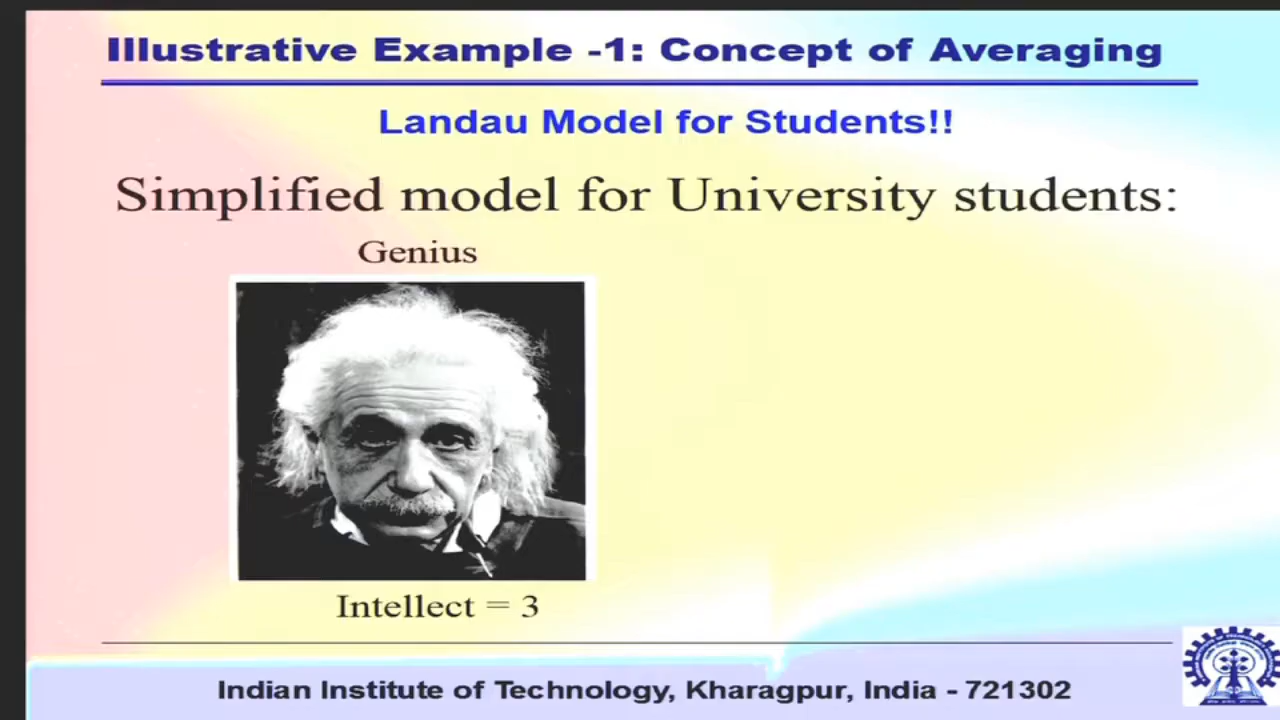 Illustrative Example -1: Concept of Averaging
Landau Model for Students!!
Simplified model for University students:
Genius
Intellect = 3
Indian Institute of Technology, Kharagpur, India - 721302